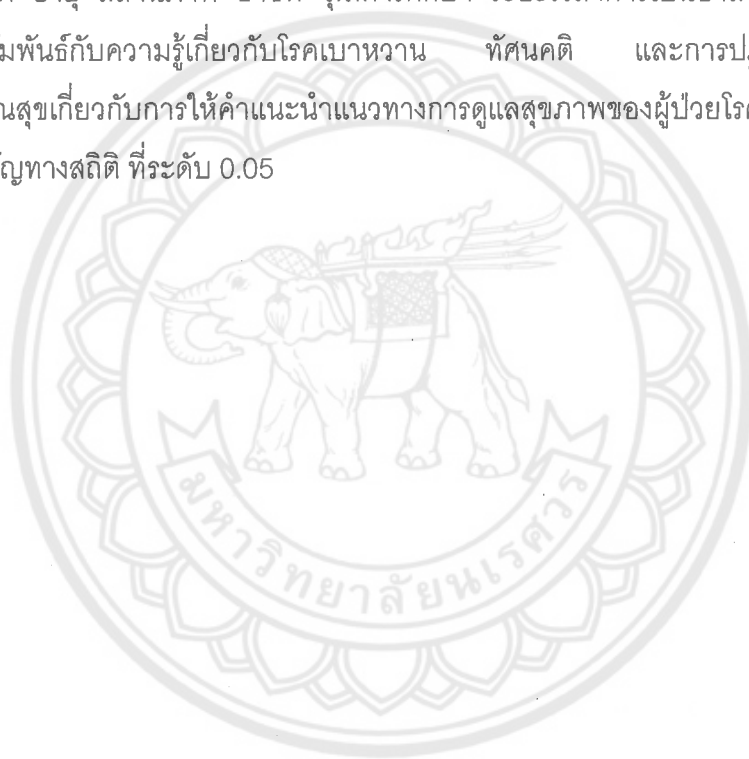 มพันธ์กับความรู้เกี่ยวกับโรคเบาหวาน ทัศนคติ และการป
นสุขเกี่ยวกับการให้คำแนะนำแนวทางการดูแลสุขภาพของผู้ป่วยโร
ญทางสถิติ ที่ระดับ 0.05
มหาวิทยาลัยนเรศวร